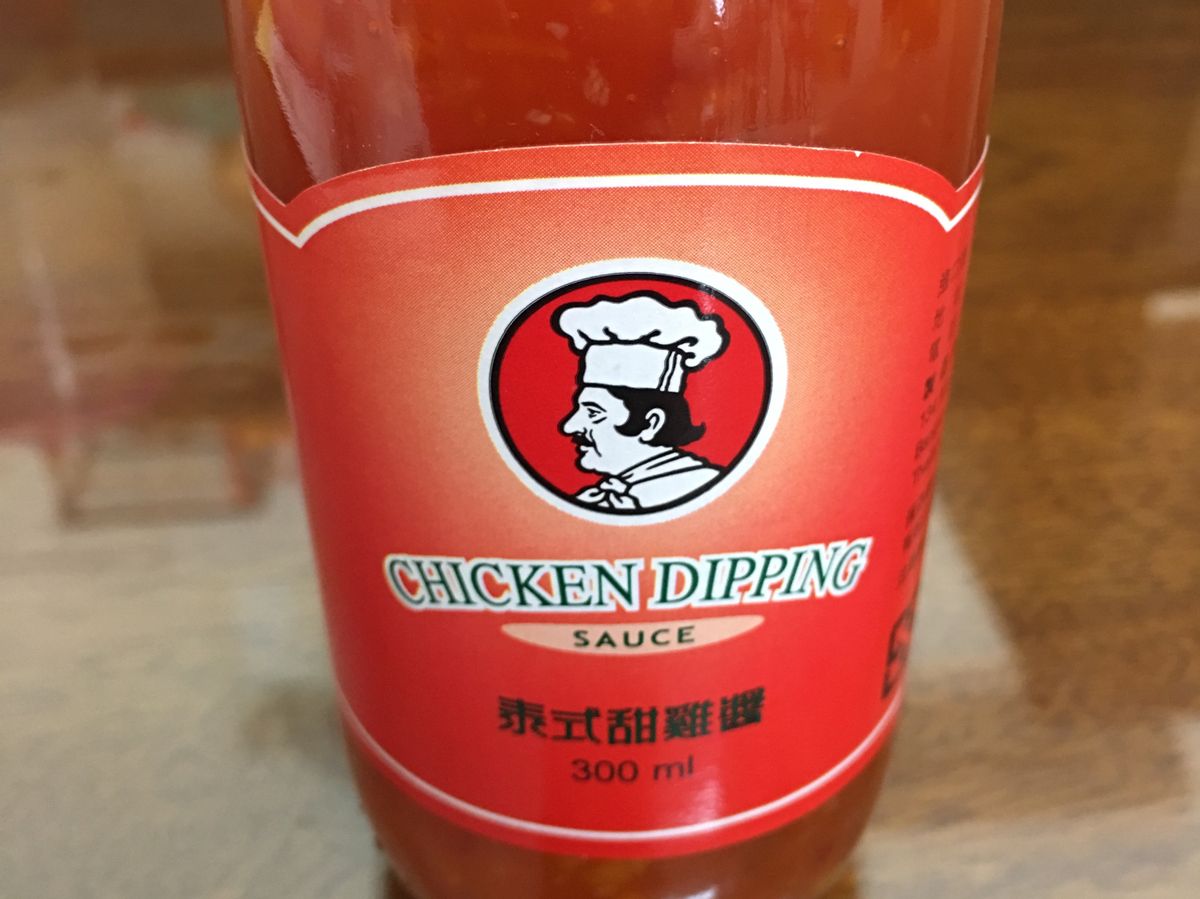 CHICKEN DIPPING
SAUCE
泰式甜雞醬
300 ml